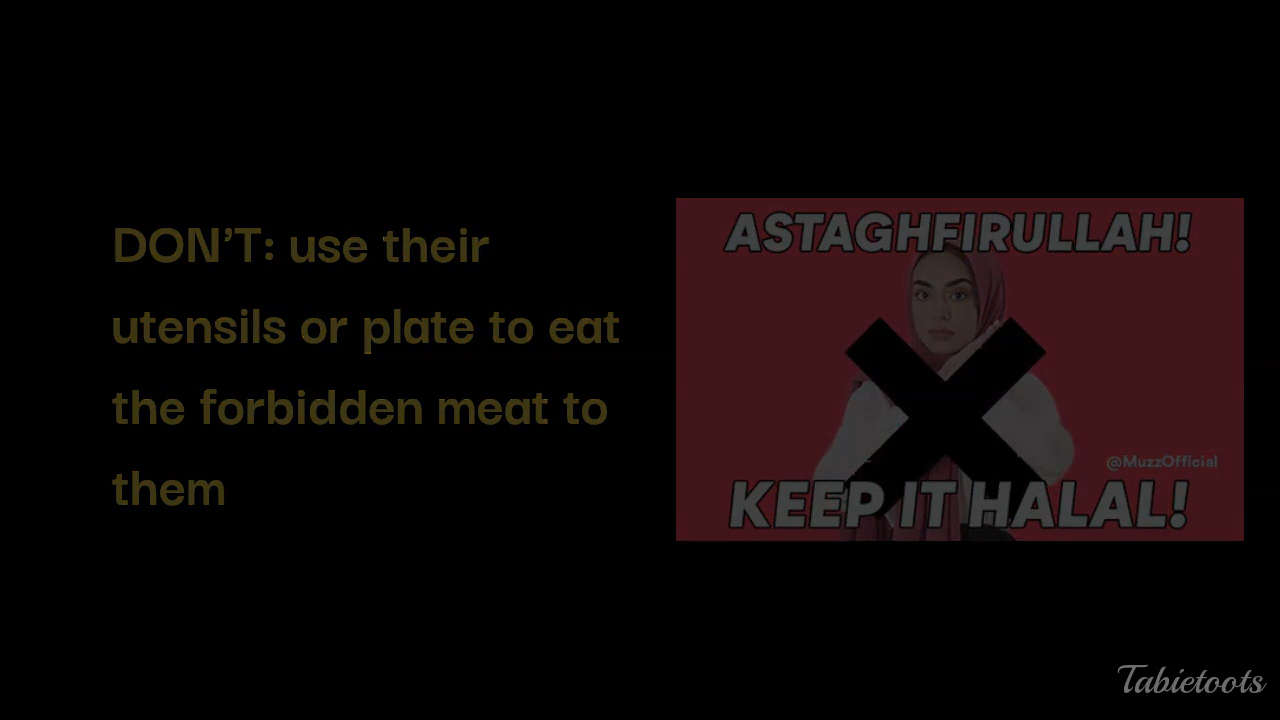 DON’T: use their
utensils or plate to eat
the forbidden meat to
them
ASTAGHFIRULLAH!
@MuzzOfficial
KEEP IT HALAL!
Tabietoots